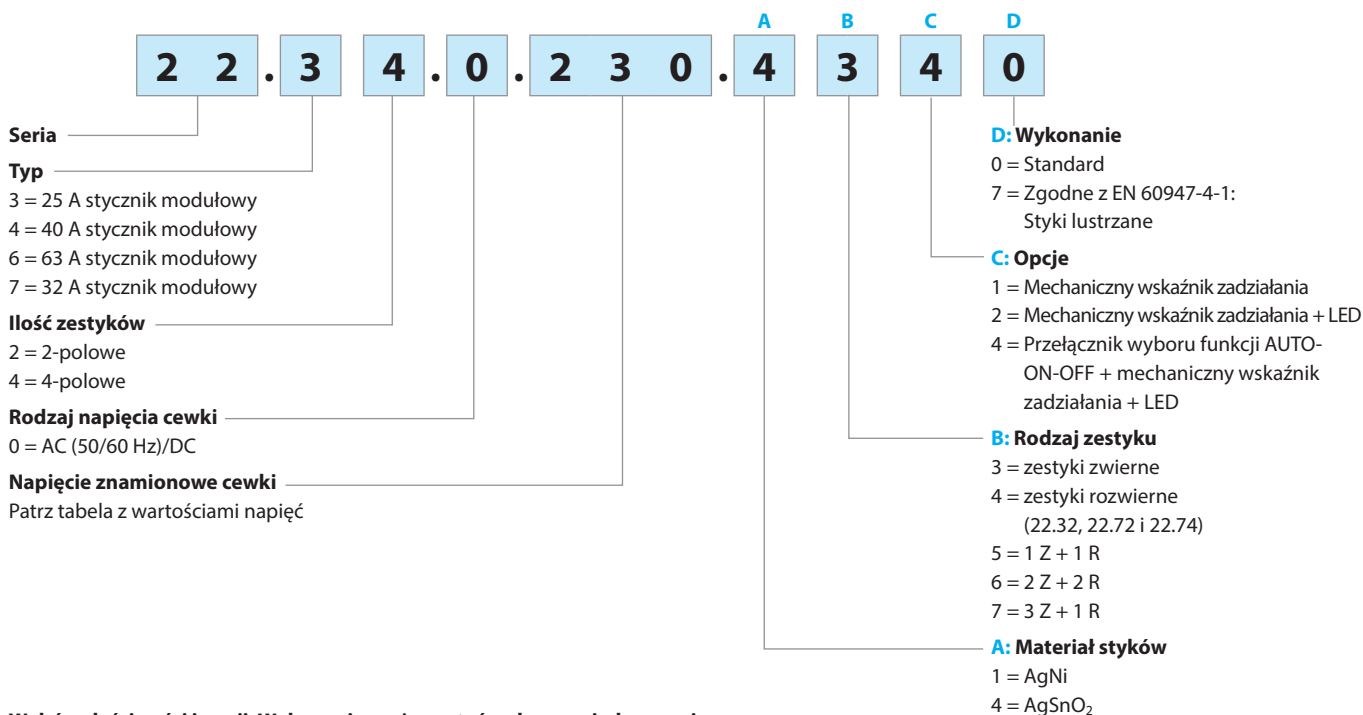 A B C D
2 2 . 3 4 . 0 . 2 3 0 . 4 3 4 0
Seria
Typ
3 = 25 A stycznik modułowy
4 = 40 A stycznik modułowy
6 = 63 A stycznik modułowy
7 = 32 A stycznik modułowy
Ilość zestyków
2 = 2-polowe
4 = 4-polowe
Rodzaj napięcia cewki
0 = AC (50/60 Hz)/DC
Napięcie znamionowe cewki
Patrz tabela z wartościami napięć
D: Wykonanie
0 = Standard
7 = Zgodne z EN 60947-4-1:
Styki lustrzane
C: Opcje
1 = Mechaniczny wskaźnik zadziałania
2 = Mechaniczny wskaźnik zadziałania + LED
4 = Przełącznik wyboru funkcji AUTO-
ON-OFF + mechaniczny wskaźnik
zadziałania + LED
B: Rodzaj zestyku
3 = zestyki zwierne
4 = zestyki rozwierne
(22.32, 22.72 i 22.74)
5 = 1 Z + 1 R
6 = 2 Z + 2 R
7 = 3 Z + 1 R
A: Materiał styków
1 = AgNi
4 = AgSnO₂